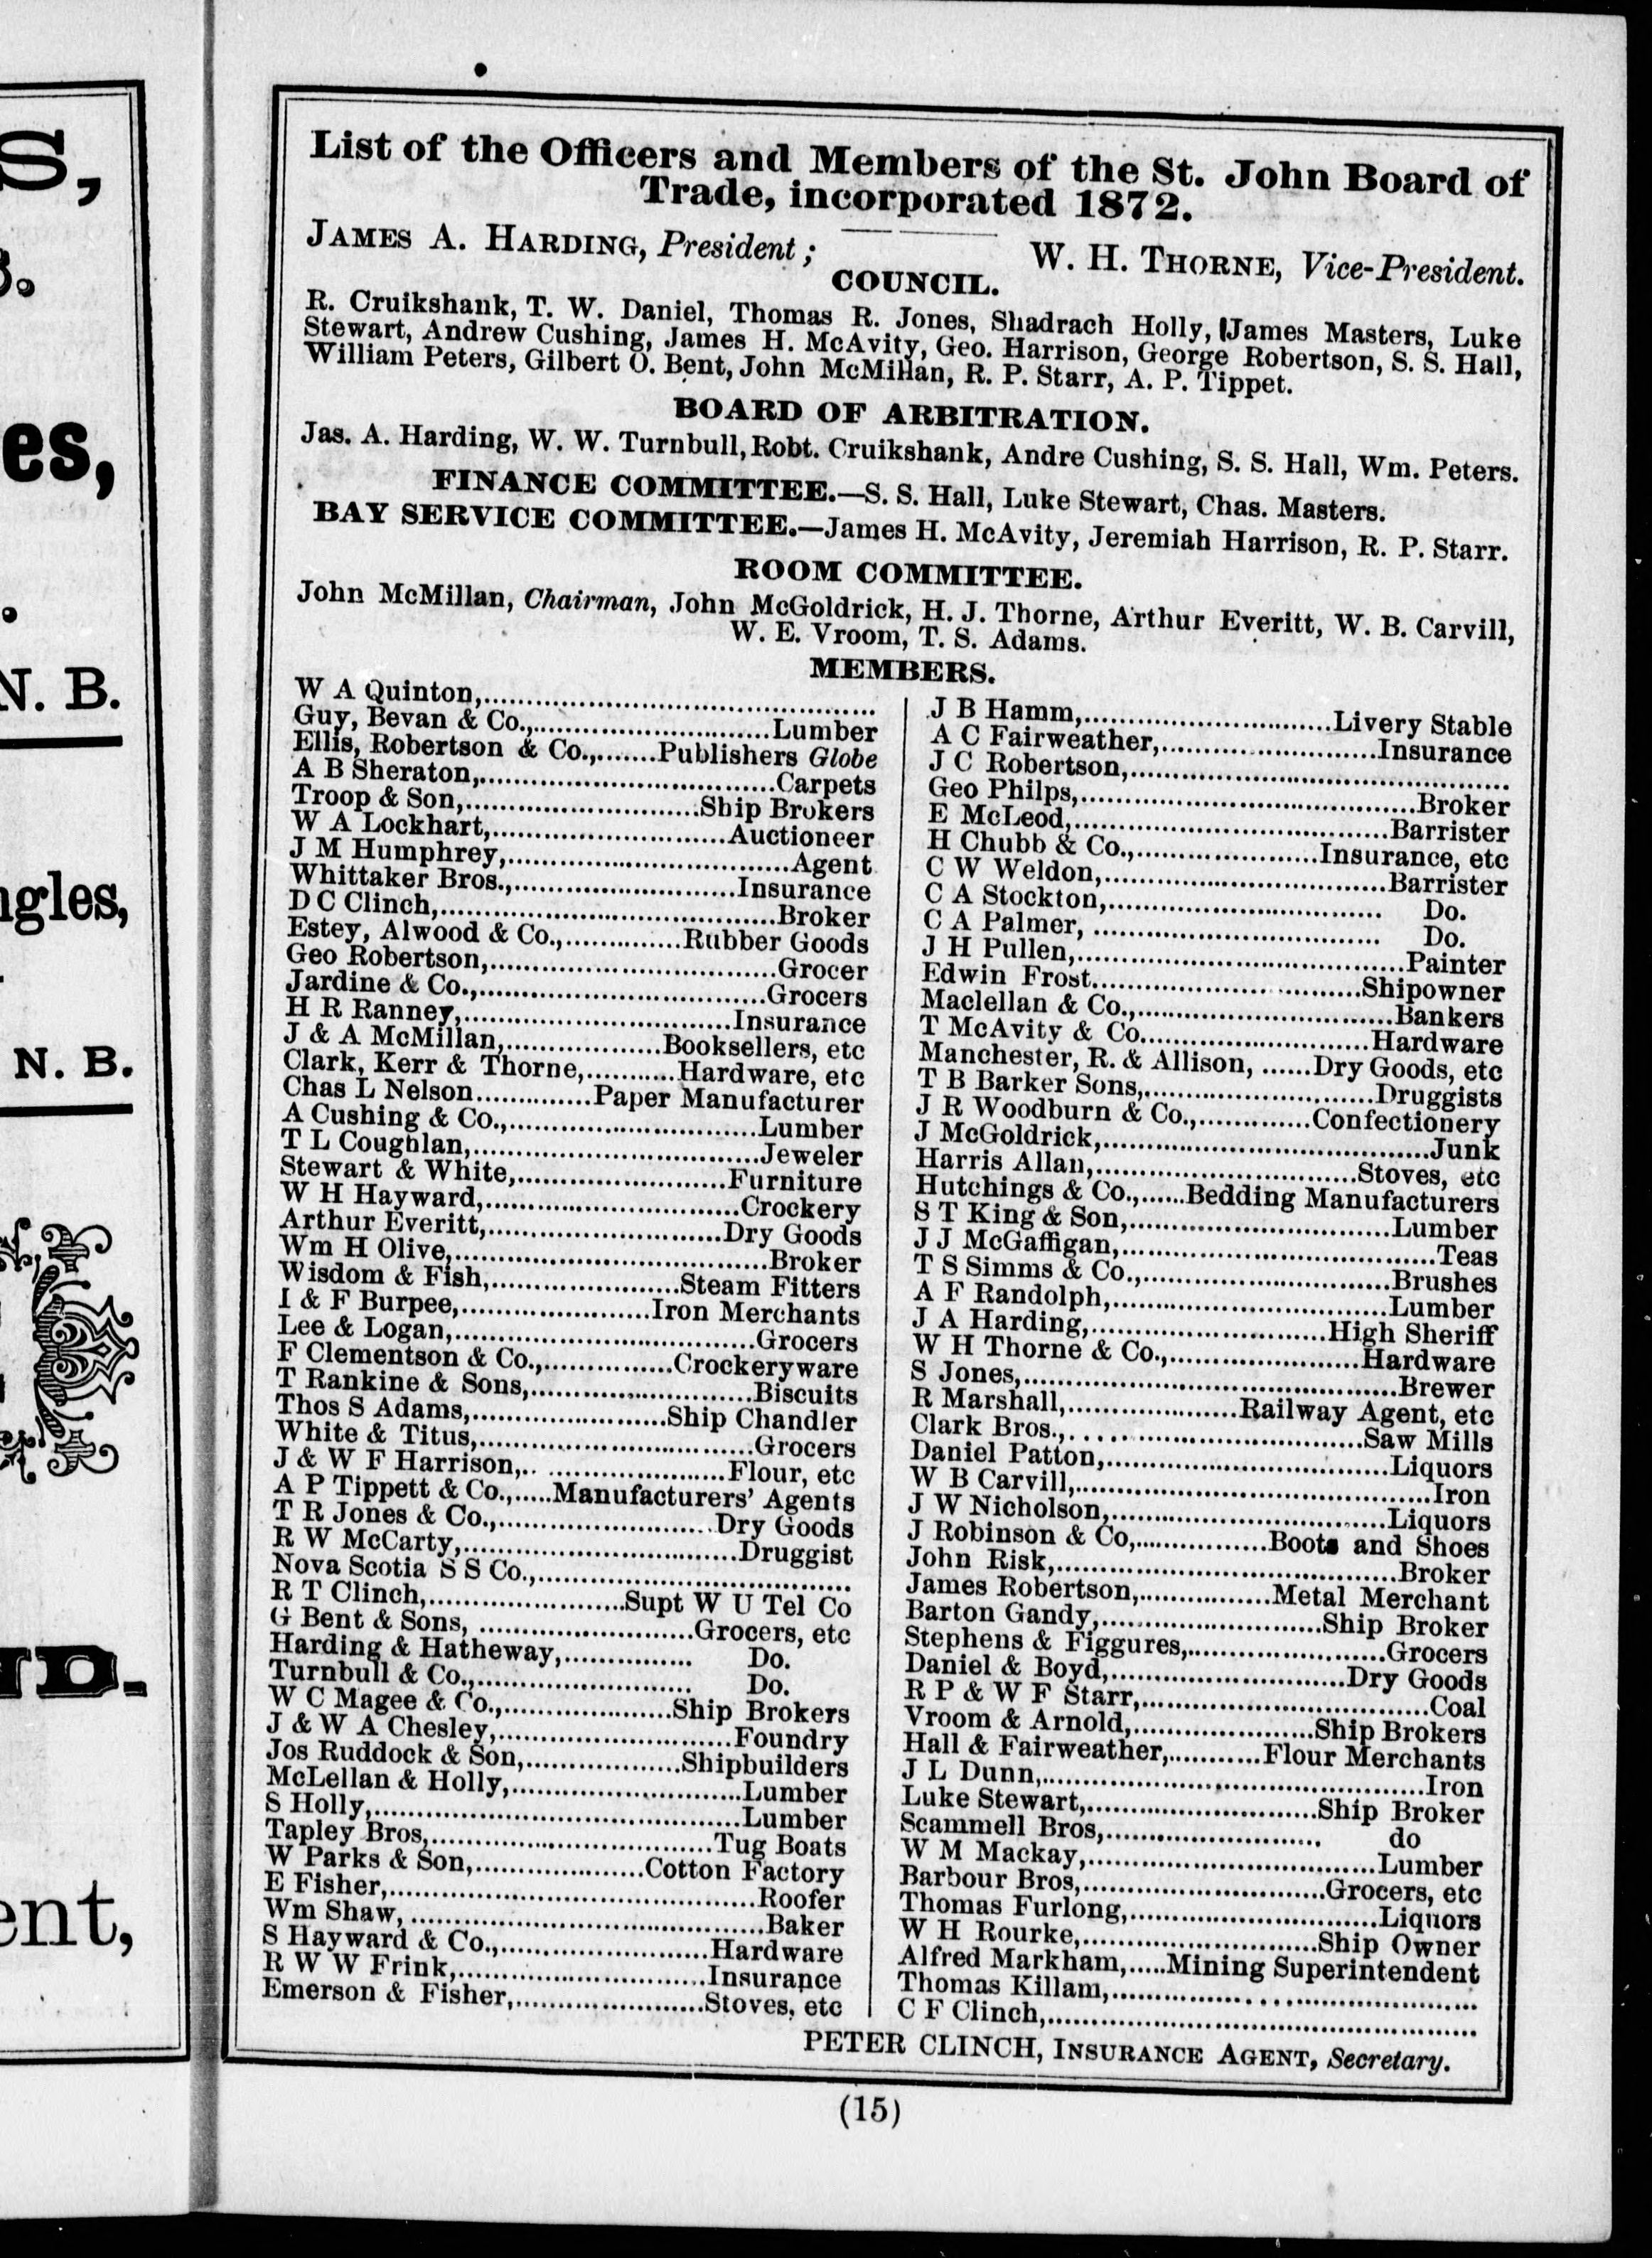 S,
es,
N. B.
ngles,
N. B.
ND.
ent,
List of the Officers and Members of the St. John Board of
Trade, incorporated 1872.
JAMES A. HARDING, President; W. H. THORNE, Vice-President.
COUNCIL.
R. Cruikshank, T. W. Daniel, Thomas R. Jones, Shadrach Holly, James Masters, Luke
Stewart, Andrew Cushing, James H. McAvity, Geo. Harrison, George Robertson, S. S. Hall,
William Peters, Gilbert O. Bent, John McMillan, R. P. Starr, A. P. Tippet.
BOARD OF ARBITRATION.
Jas. A. Harding, W. W. Turnbull, Robt. Cruikshank, Andre Cushing, S. S. Hall, Wm. Peters.
FINANCE COMMITTEE.—S. S. Hall, Luke Stewart, Chas. Masters.
BAY SERVICE COMMITTEE.—James H. McAvity, Jeremiah Harrison, R. P. Starr.
ROOM COMMITTEE.
John McMillan, Chairman, John McGoldrick, H. J. Thorne, Arthur Everitt, W. B. Carvill,
W. E. Vroom, T. S. Adams.
MEMBERS.
W A Quinton,..........
Guy, Bevan & Co.,..........Lumber
Ellis, Robertson & Co.,.......Publishers Globe
A B Sheraton,..........Carpets
Troop & Son,..........Ship Brokers
W A Lockhart,..........Auctioneer
J M Humphrey,..........Agent
Whittaker Bros.,..........Insurance
D C Clinch,..........Broker
Estey, Alwood & Co.,..........Rubber Goods
Geo Robertson,..........Grocer
Jardine & Co.,..........Grocers
H R Ranney,..........Insurance
J & A McMillan,..........Booksellers, etc
Clark, Kerr & Thorne,..........Hardware, etc
Chas L Nelson..........Paper Manufacturer
A Cushing & Co.,..........Lumber
T L Coughlan,..........Jeweler
Stewart & White,..........Furniture
W H Hayward,..........Crockery
Arthur Everitt,..........Dry Goods
Wm H Olive,..........Broker
Wisdom & Fish,..........Steam Fitters
I & F Burpee,..........Iron Merchants
Lee & Logan,..........Grocers
F Clementson & Co.,..........Crockeryware
T Rankine & Sons,..........Biscuits
Thos S Adams,..........Ship Chandler
White & Titus,..........Grocers
J & W F Harrison,..........Flour, etc
A P Tippett & Co.,.....Manufacturers' Agents
T R Jones & Co.,..........Dry Goods
R W McCarty,..........Druggist
Nova Scotia S S Co.,..........
R T Clinch,..........Supt W U Tel Co
G Bent & Sons, ..........Grocers, etc
Harding & Hatheway,.......... Do.
Turnbull & Co.,.......... Do.
W C Magee & Co.,..........Ship Brokers
J & W A Chesley,..........Foundry
Jos Ruddock & Son,..........Shipbuilders
McLellan & Holly,..........Lumber
S Holly,..........Lumber
Tapley Bros,..........Tug Boats
W Parks & Son,..........Cotton Factory
E Fisher,..........Roofer
Wm Shaw, ..........Baker
S Hayward & Co.,..........Hardware
R W W Frink,..........Insurance
Emerson & Fisher,..........Stoves, etc
J B Hamm,..........Livery Stable
A C Fairweather,..........Insurance
J C Robertson,..........
Geo Philps,..........Broker
E McLeod,..........Barrister
H Chubb & Co.,..........Insurance, etc
C W Weldon,..........Barrister
C A Stockton,.......... Do.
C A Palmer, .......... Do.
J H Pullen,..........Painter
Edwin Frost..........Shipowner
Maclellan & Co.,..........Bankers
T McAvity & Co..........Hardware
Manchester, R. & Allison, ......Dry Goods, etc
T B Barker Sons,..........Druggists
J R Woodburn & Co.,..........Confectionery
J McGoldrick,..........Junk
Harris Allan,..........Stoves, etc
Hutchings & Co.,......Bedding Manufacturers
S T King & Son,..........Lumber
J J McGaffigan,..........Teas
T S Simms & Co.,..........Brushes
A F Randolph,..........Lumber
J A Harding,..........High Sheriff
W H Thorne & Co.,..........Hardware
S Jones,..........Brewer
R Marshall,..........Railway Agent, etc
Clark Bros.,..........Saw Mills
Daniel Patton,..........Liquors
W B Carvill,..........Iron
J W Nicholson,..........Liquors
J Robinson & Co,..........Boots and Shoes
John Risk,..........Broker
James Robertson,..........Metal Merchant
Barton Gandy,..........Ship Broker
Stephens & Figgures,..........Grocers
Daniel & Boyd,..........Dry Goods
R P & W F Starr,..........Coal
Vroom & Arnold,..........Ship Brokers
Hall & Fairweather,..........Flour Merchants
J L Dunn,..........Iron
Luke Stewart,..........Ship Broker
Scammell Bros,.......... do
W M Mackay,..........Lumber
Barbour Bros,..........Grocers, etc
Thomas Furlong,..........Liquors
W H Rourke,..........Ship Owner
Alfred Markham,.....Mining Superintendent
Thomas Killam,..........
C F Clinch,..........
PETER CLINCH, INSURANCE AGENT, Secretary.
(15)